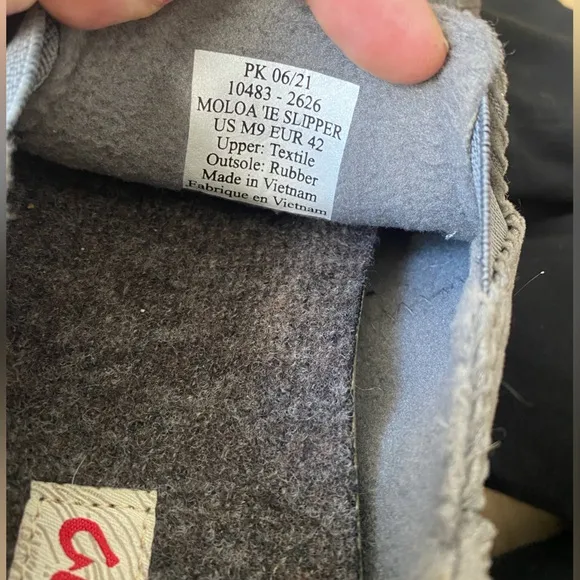 PK 06/21
10483 - 2626
MOLOA 'IE SLIPPER
US M9 EUR 42
Upper: Textile
Outsole: Rubber
Made in Vietnam
Fabrique en Vietnam